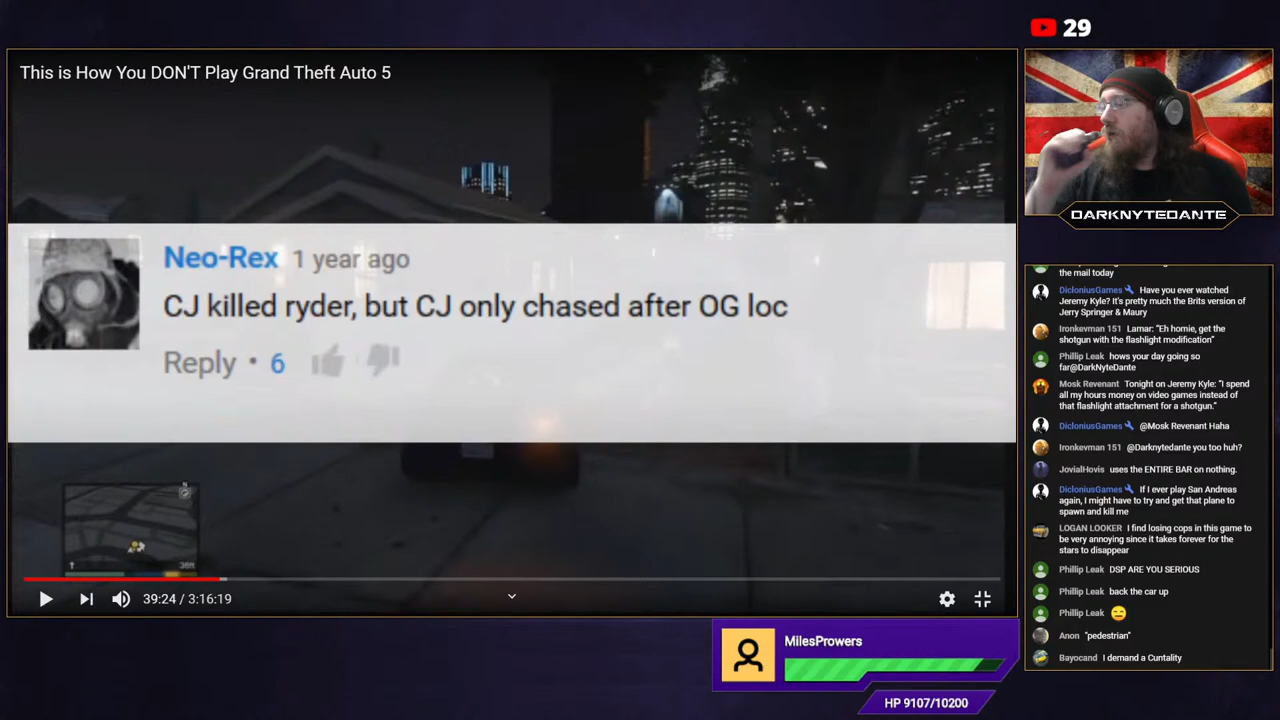 29
This is How You DON'T Play Grand Theft Auto 5
Neo-Rex 1 year ago
CJ killed ryder, but CJ only chased after OG loc
Reply • 6
N
36ft
39:24 / 3:16:19
DARKNYTEDANTE
the mail today
DicloniusGames Have you ever watched
Jeremy Kyle? It's pretty much the Brits version of
Jerry Springer & Maury
Ironkevman 151 Lamar: "Eh homie, get the
shotgun with the flashlight modification"
Phillip Leak hows your day going so
far@DarkNyteDante
Mosk Revenant Tonight on Jeremy Kyle: "I spend
all my hours money on video games instead of
that flashlight attachment for a shotgun."
DicloniusGames @Mosk Revenant Haha
Ironkevman 151 @Darknytedante you too huh?
JovialHovis uses the ENTIRE BAR on nothing.
DicloniusGames If I ever play San Andreas
again, I might have to try and get that plane to
spawn and kill me
LOGAN LOOKER I find losing cops in this game to
be very annoying since it takes forever for the
stars to disappear
Phillip Leak DSP ARE YOU SERIOUS
Phillip Leak back the car up
Phillip Leak 😑
Anon "pedestrian"
Bayocand I demand a Cuntality
MilesProwers
HP 9107/10200